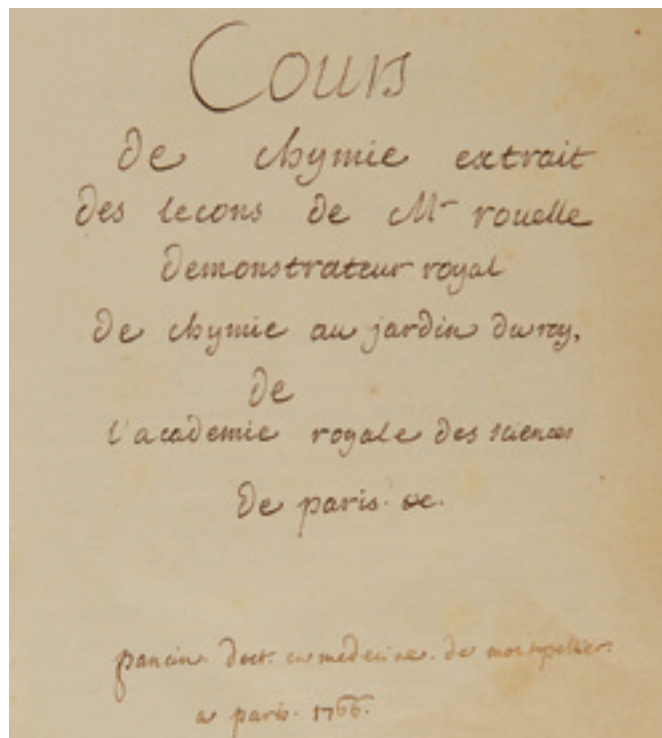 Cours
de chymie extrait
des lecons de Mr rouelle
demonstrateur royal
de chymie au jardin du roy,
de
l'academie royale des sciences
de paris. &c.
pancin. doct. en medecine. de montpellier.
a paris. 1766.